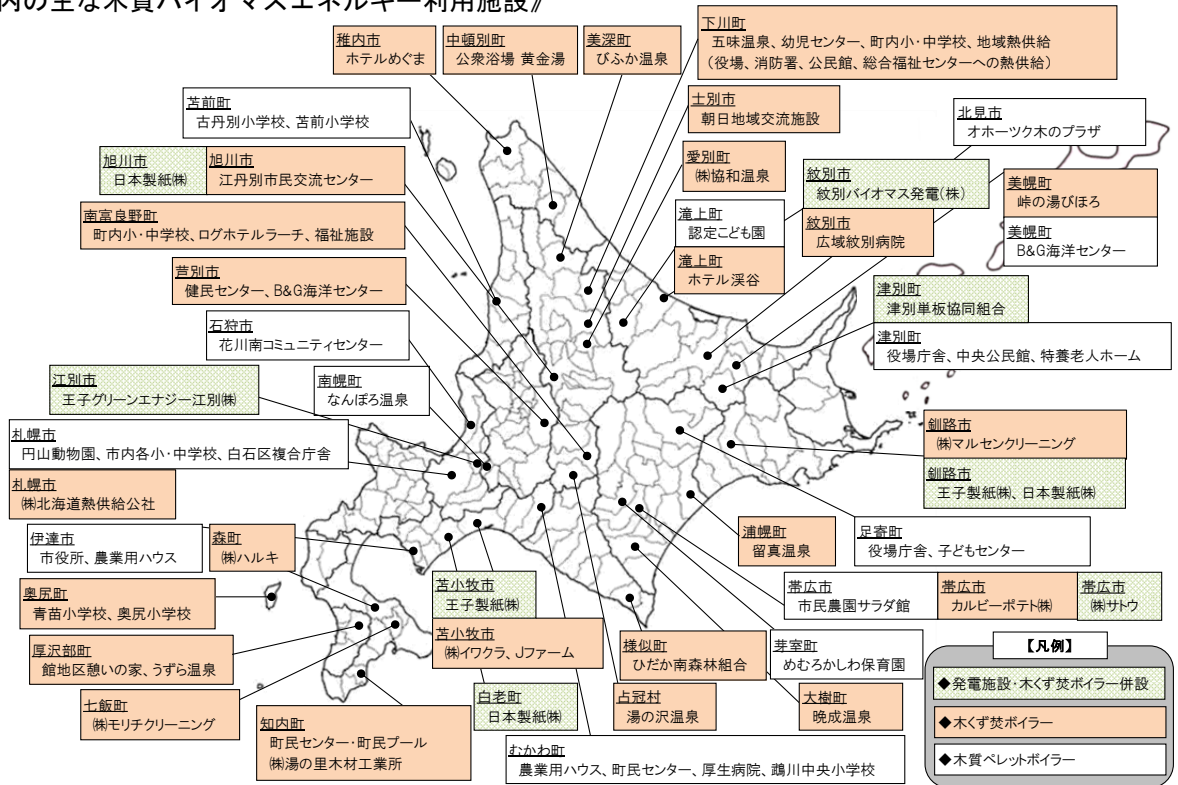 内の主な木質バイオマスエネルギー利用施設》
稚内市
ホテルめぐま
中頓別町
公衆浴場 黄金湯
美深町
びふか温泉
下川町
五味温泉、幼児センター、町内小・中学校、地域熱供給
(役場、消防署、公民館、総合福祉センターへの熱供給)
苫前町
古丹別小学校、苫前小学校
士別市
朝日地域交流施設
北見市
オホーツク木のプラザ
旭川市
日本製紙㈱
旭川市
江丹別市民交流センター
愛別町
㈱協和温泉
紋別市
紋別バイオマス発電(株)
美幌町
峠の湯びほろ
南富良野町
町内小・中学校、ログホテルラーチ、福祉施設
滝上町
認定こども園
紋別市
広域紋別病院
美幌町
B&G海洋センター
芦別市
健民センター、B&G海洋センター
滝上町
ホテル渓谷
津別町
津別単板協同組合
石狩市
花川南コミュニティセンター
津別町
役場庁舎、中央公民館、特養老人ホーム
江別市
王子グリーンエナジー江別㈱
南幌町
なんぽろ温泉
札幌市
円山動物園、市内各小・中学校、白石区複合庁舎
釧路市
㈱マルセンクリーニング
札幌市
㈱北海道熱供給公社
釧路市
王子製紙㈱、日本製紙㈱
伊達市
市役所、農業用ハウス
森町
㈱ハルキ
浦幌町
留真温泉
足寄町
役場庁舎、子どもセンター
奥尻町
青苗小学校、奥尻小学校
苫小牧市
王子製紙㈱
帯広市
市民農園サラダ館
帯広市
カルビーポテト㈱
帯広市
㈱サトウ
厚沢部町
館地区憩いの家、うずら温泉
苫小牧市
㈱イワクラ、Jファーム
様似町
ひだか南森林組合
芽室町
めむろかしわ保育園
【凡例】
◆発電施設・木くず焚ボイラー併設
◆木くず焚ボイラー
◆木質ペレットボイラー
七飯町
㈱モリチクリーニング
白老町
日本製紙㈱
占冠村
湯の沢温泉
大樹町
晩成温泉
知内町
町民センター・町民プール
㈱湯の里木材工業所
むかわ町
農業用ハウス、町民センター、厚生病院、鵡川中央小学校